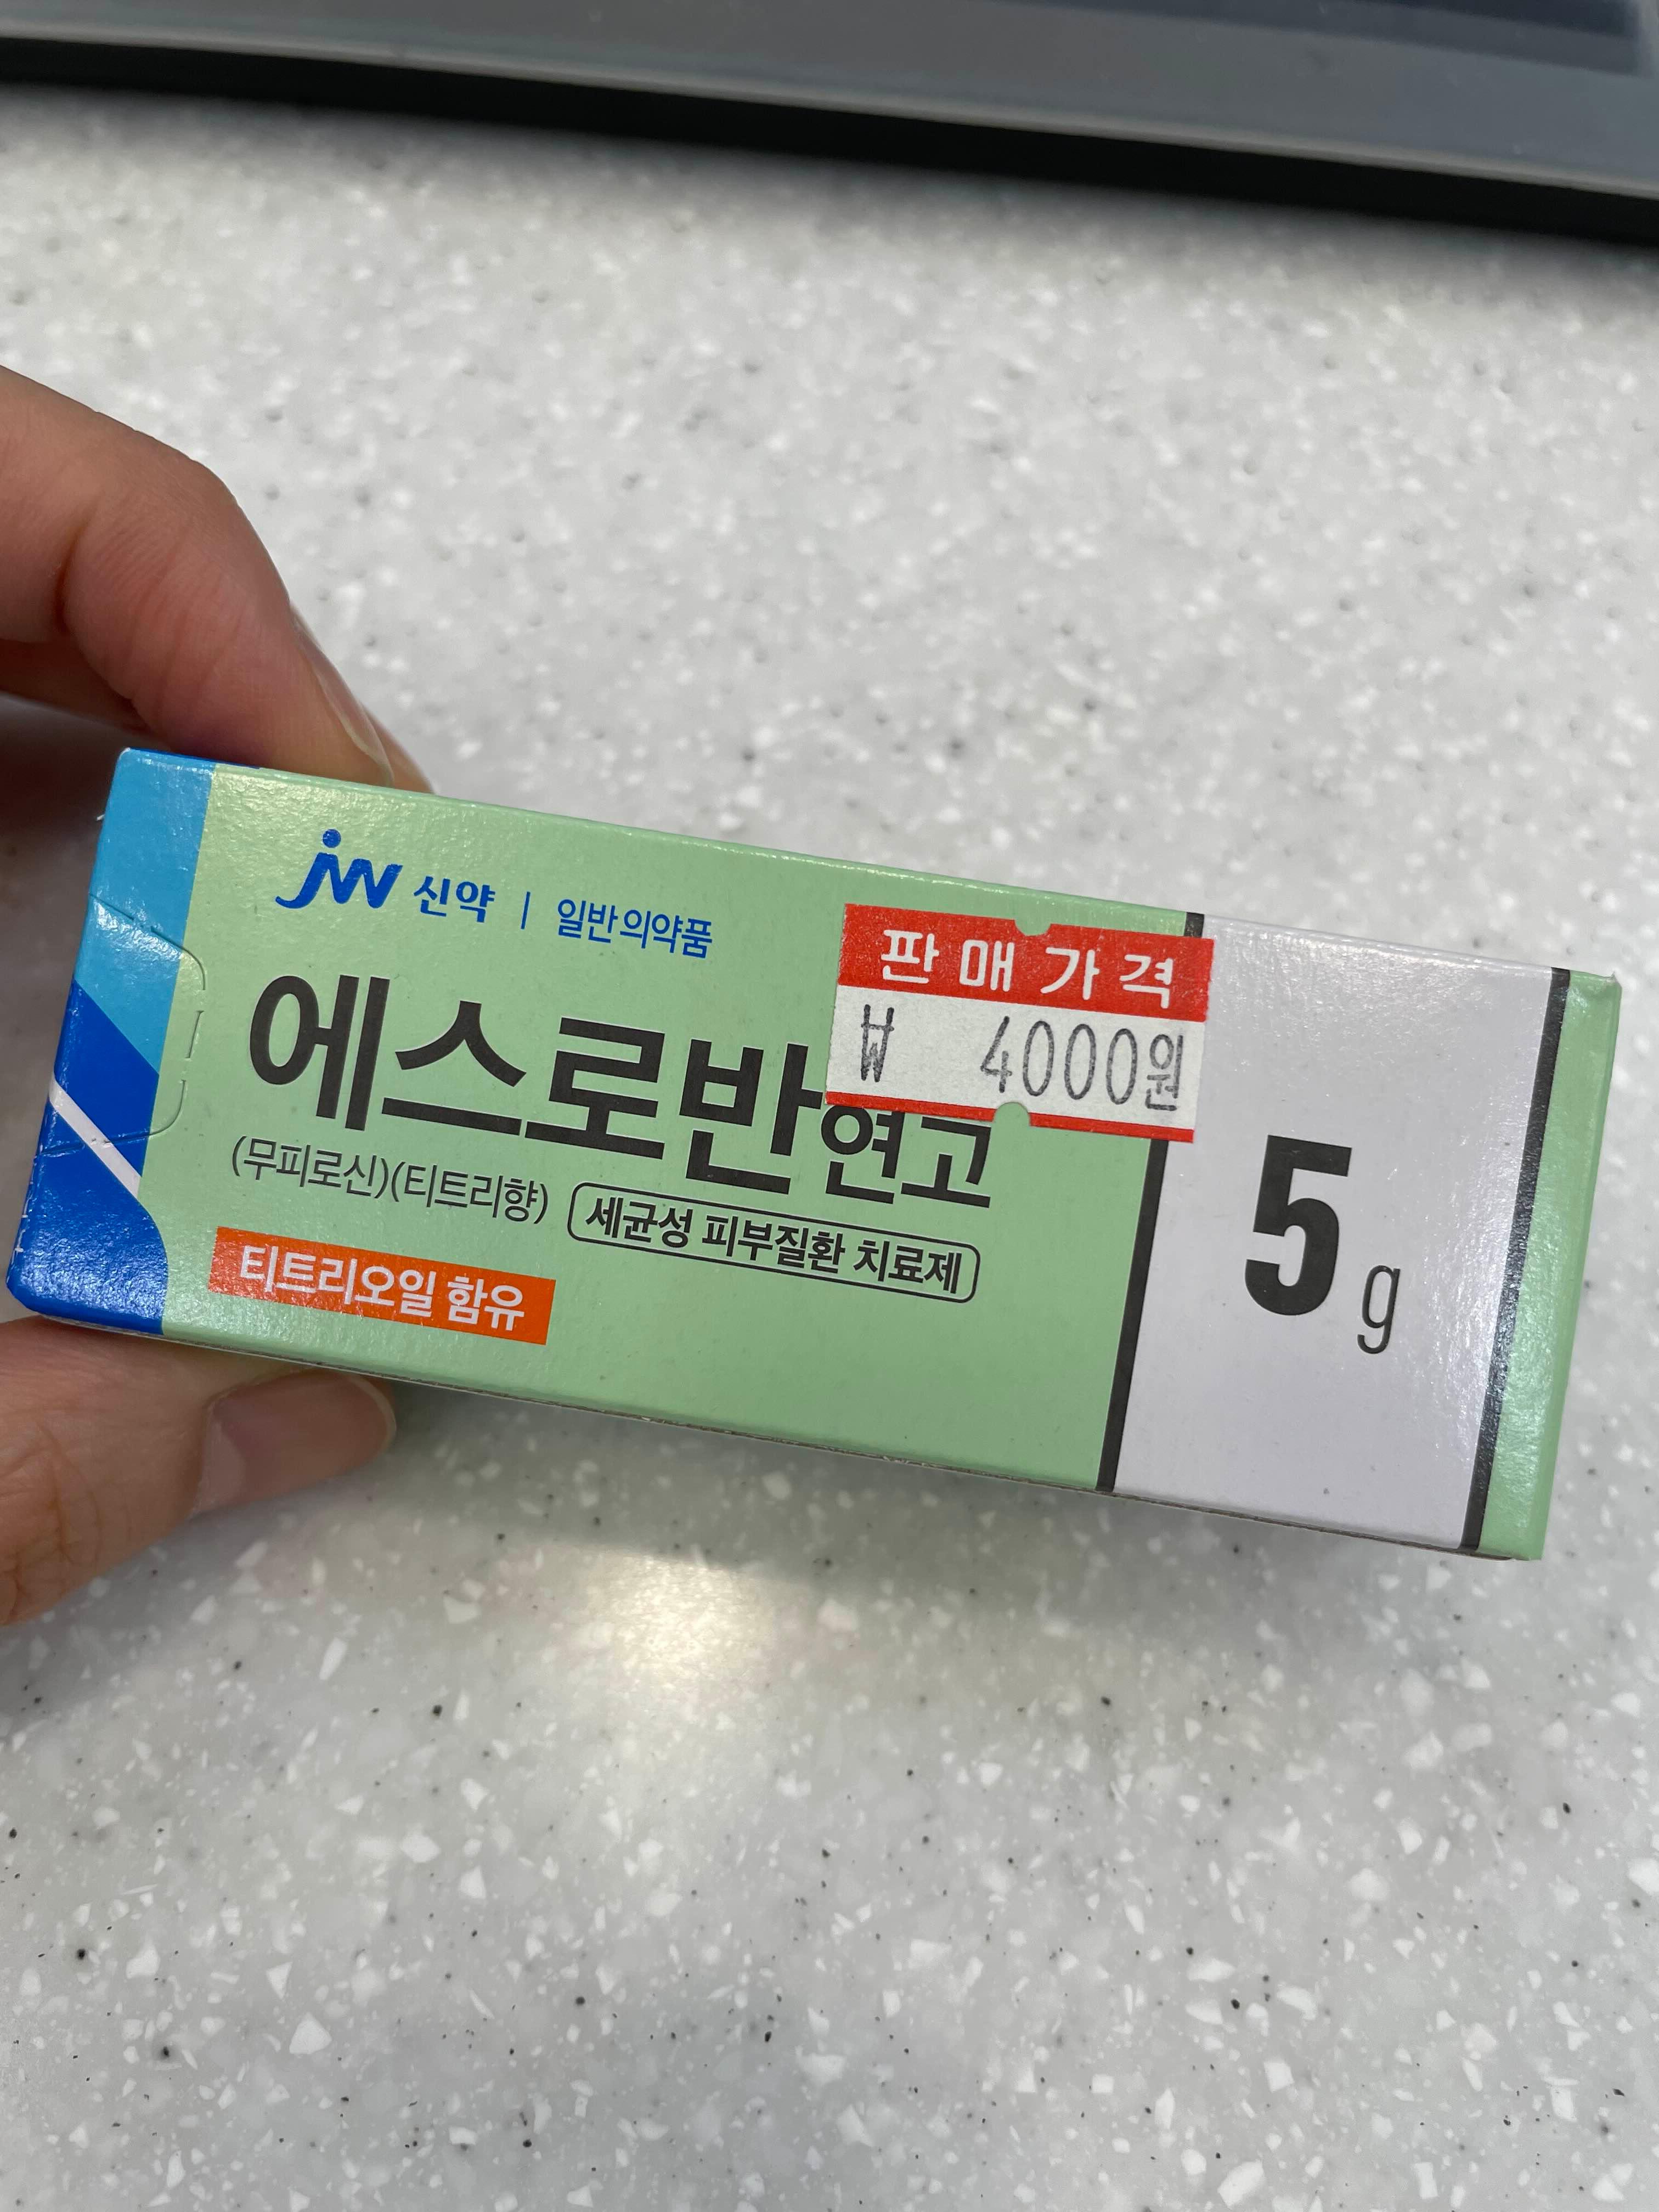 jw 신약 | 일반의약품
판매가격
₩ 4000원
에스로반연고
(무피로신)(티트리향) 세균성 피부질환 치료제
티트리오일 함유
5 g